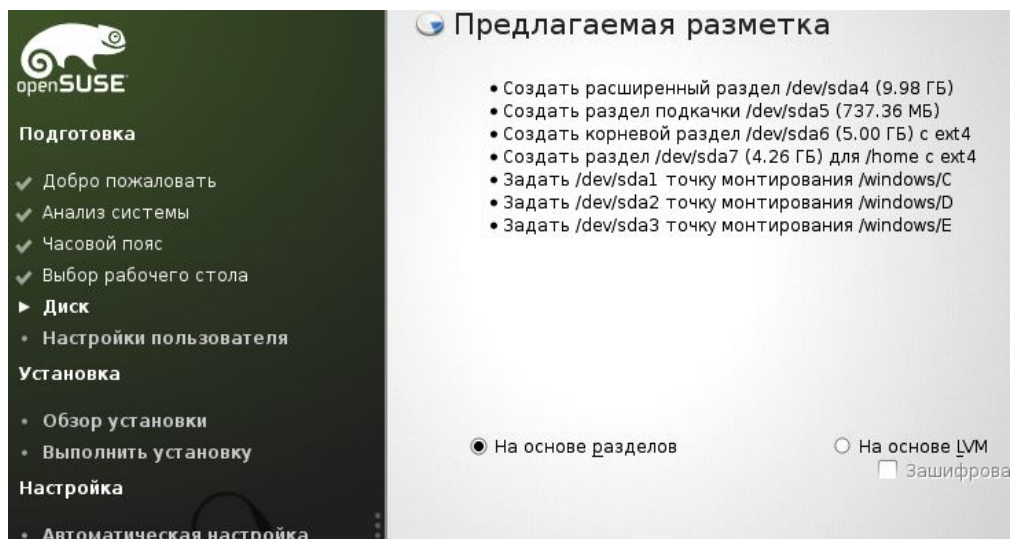 openSUSE
Подготовка
Добро пожаловать
Анализ системы
Часовой пояс
Выбор рабочего стола
Диск
Настройки пользователя
Установка
Обзор установки
Выполнить установку
Настройка
Автоматическая настройка
Предлагаемая разметка
Создать расширенный раздел /dev/sda4 (9.98 ГБ)
Создать раздел подкачки /dev/sda5 (737.36 МБ)
Создать корневой раздел /dev/sda6 (5.00 ГБ) с ext4
Создать раздел /dev/sda7 (4.26 ГБ) для /home с ext4
Задать /dev/sda1 точку монтирования /windows/C
Задать /dev/sda2 точку монтирования /windows/D
Задать /dev/sda3 точку монтирования /windows/E
На основе разделов
На основе LVM
Зашифрова